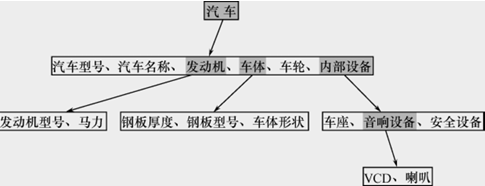 汽车
汽车型号、汽车名称、发动机、车体、车轮、内部设备
发动机型号、马力
钢板厚度、钢板型号、车体形状
车座、音响设备、安全设备
VCD、喇叭